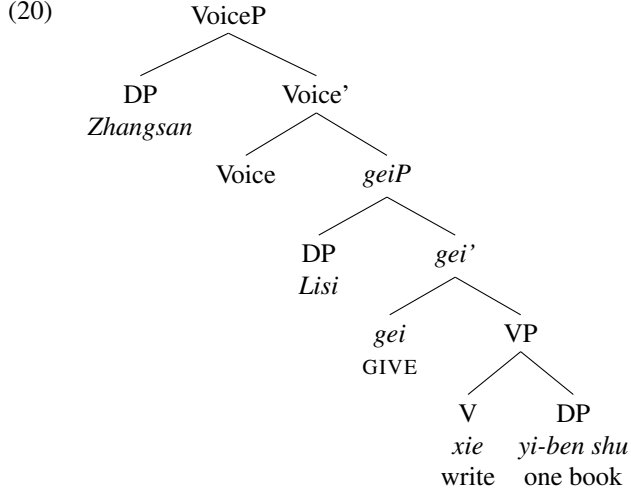 (20) VoiceP
DP Voice’
Zhangsan
Voice geiP
DP gei’
Lisi
gei VP
GIVE
V DP
xie yi-ben shu
write one book